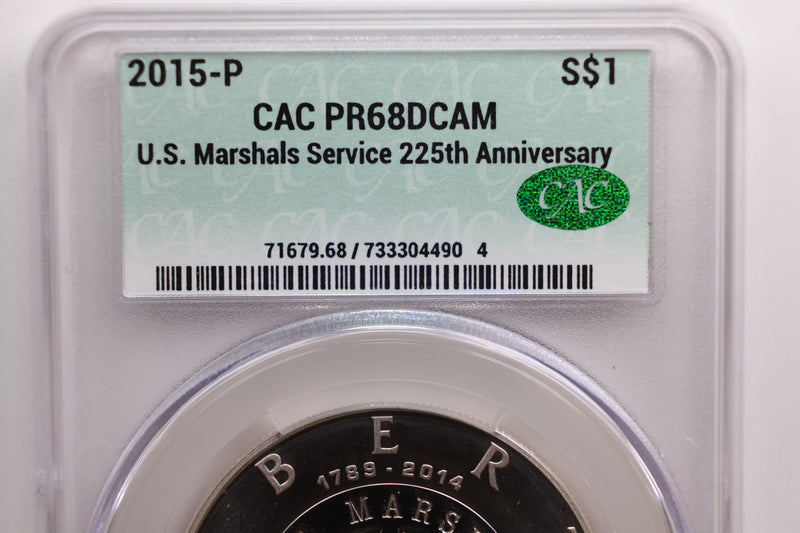 2015-P S$1
CAC PR68DCAM
U.S. Marshals Service 225th Anniversary
CAC
71679.68 / 733304490 4
B E R
1789 - 2014
MARS